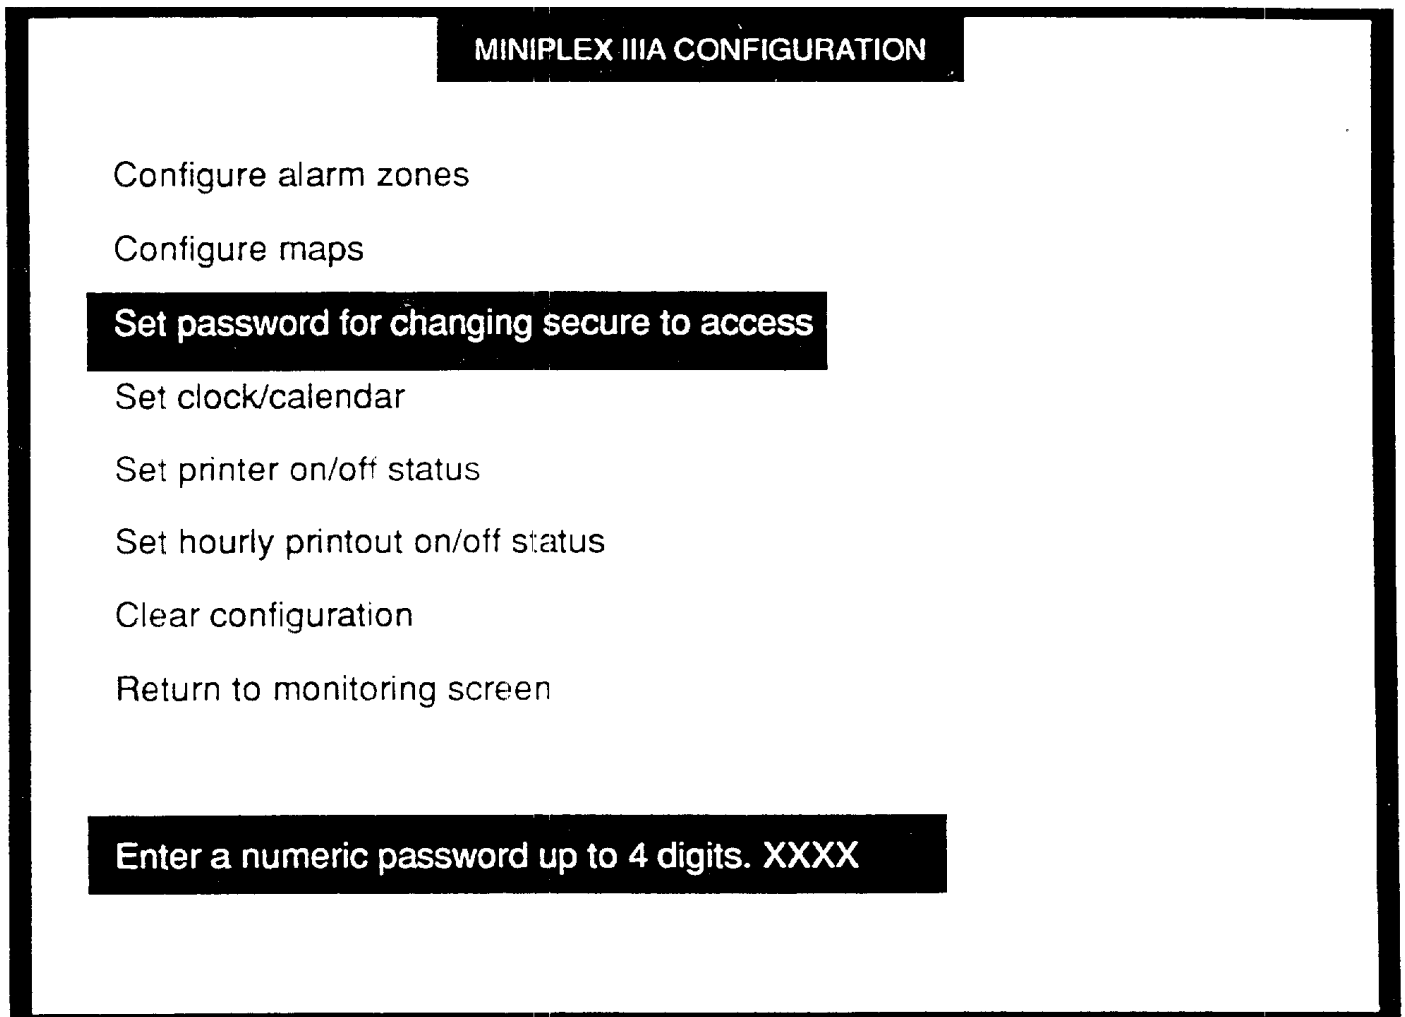 MINIPLEX IIIA CONFIGURATION
Configure alarm zones
Configure maps
Set password for changing secure to access
Set clock/calendar
Set printer on/off status
Set hourly printout on/off status
Clear configuration
Return to monitoring screen
Enter a numeric password up to 4 digits. XXXX